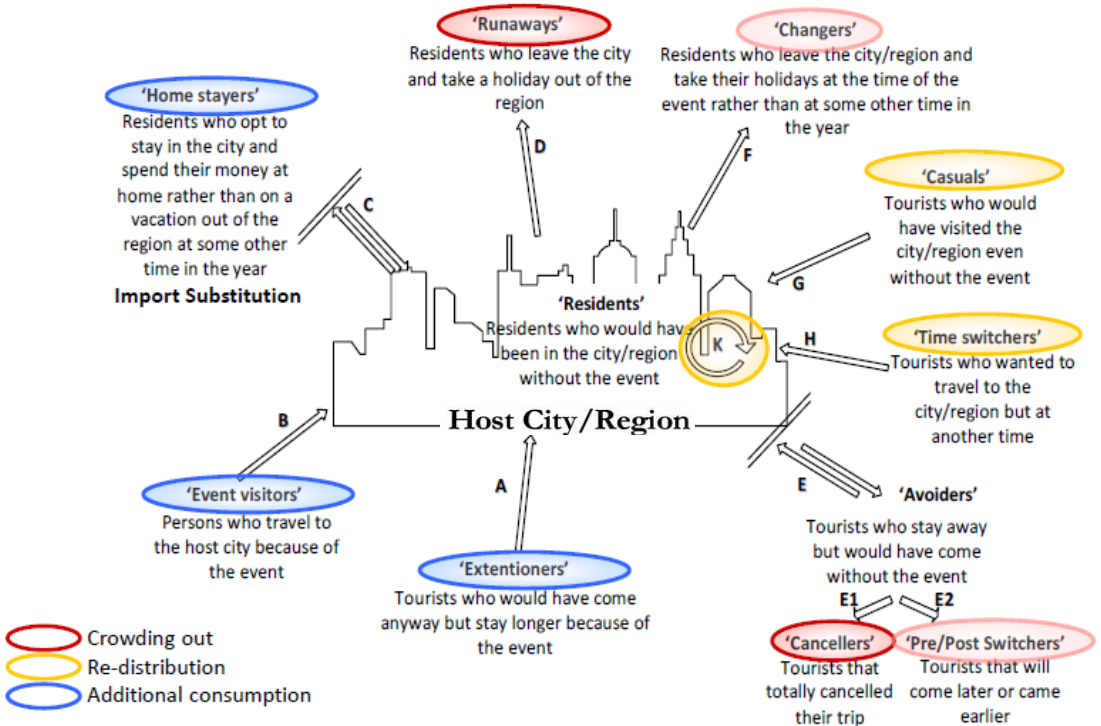 'Runaways'
Residents who leave the city
and take a holiday out of the
region
'Changers'
Residents who leave the city/region and
take their holidays at the time of the
event rather than at some other time in
the year
'Home stayers'
Residents who opt to
stay in the city and
spend their money at
home rather than on a
vacation out of the
region at some other
time in the year
Import Substitution
C
D
F
'Casuals'
Tourists who would
have visited the
city/region even
without the event
G
'Residents'
Residents who would have
been in the city/region
without the event
K
H
'Time switchers'
Tourists who wanted to
travel to the
city/region but at
another time
Host City/Region
B
A
E
'Event visitors'
Persons who travel to
the host city because of
the event
'Extentioners'
Tourists who would have come
anyway but stay longer because of
the event
'Avoiders'
Tourists who stay away
but would have come
without the event
E1
E2
'Cancellers'
Tourists that
totally cancelled
their trip
'Pre/Post Switchers'
Tourists that will
come later or came
earlier
Crowding out
Re-distribution
Additional consumption